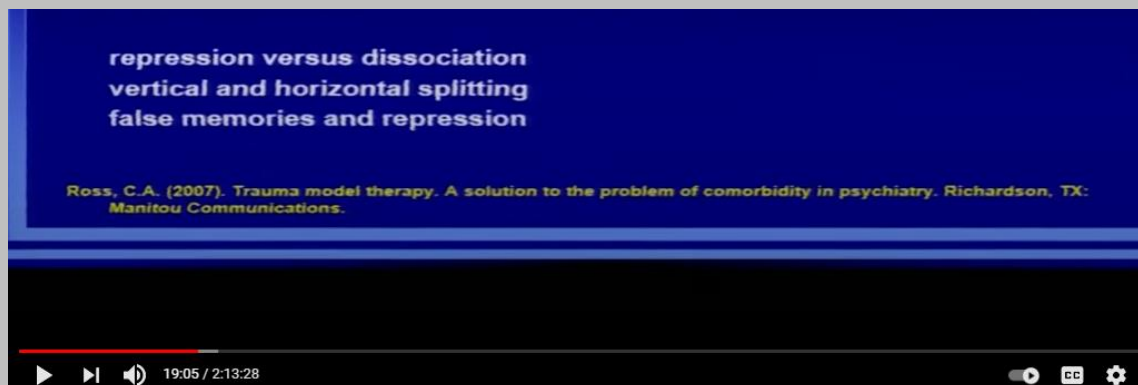 repression versus dissociation
vertical and horizontal splitting
false memories and repression
Ross, C.A. (2007). Trauma model therapy. A solution to the problem of comorbidity in psychiatry. Richardson, TX:
Manitou Communications.
19:05 / 2:13:28
CC